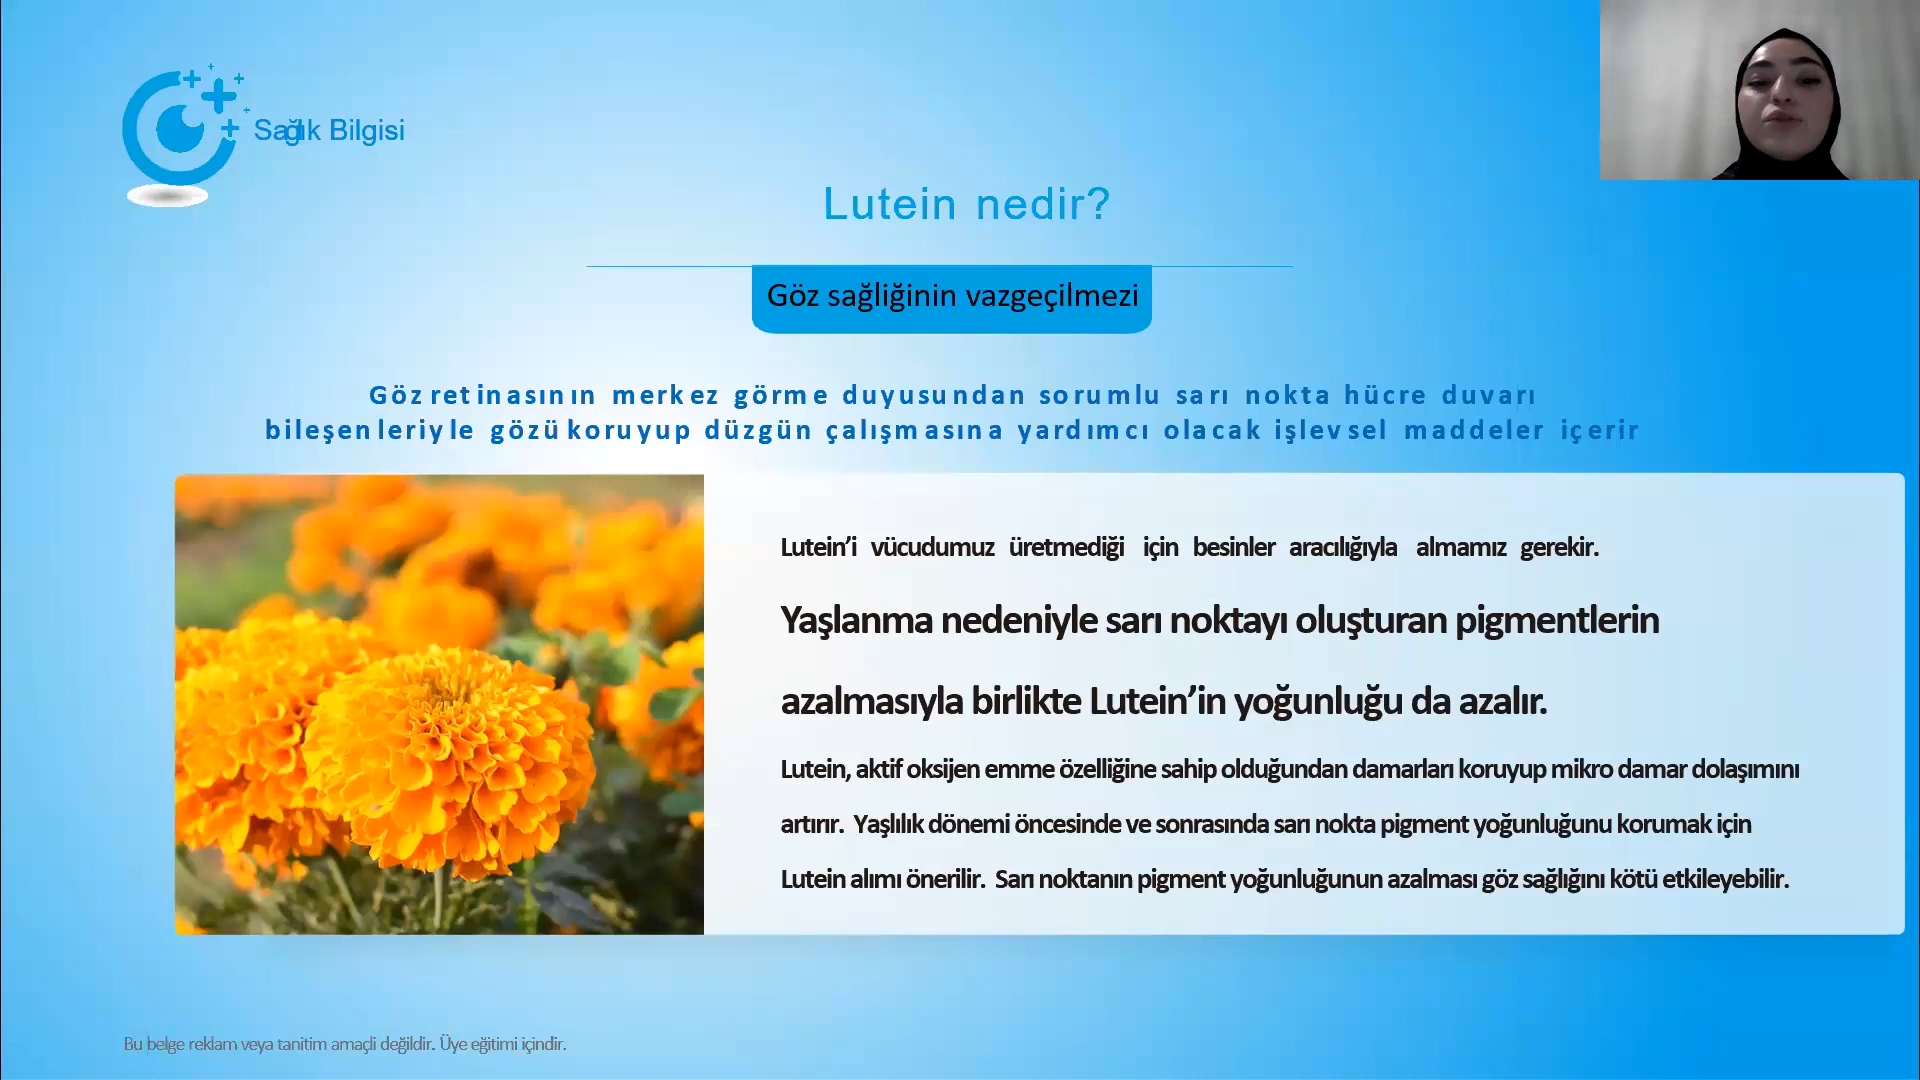 Sağlık Bilgisi
Lutein nedir?
Göz sağliğinin vazgeçilmezi
Göz retinasının merkez görme duyusundan sorumlu sarı nokta hücre duvarı
bileşenleriyle gözü koruyup düzgün çalışmasına yardımcı olacak işlevsel maddeler içerir
Lutein’i vücudumuz üretmediği için besinler aracılığıyla almamız gerekir.
Yaşlanma nedeniyle sarı noktayı oluşturan pigmentlerin
azalmasıyla birlikte Lutein’in yoğunluğu da azalır.
Lutein, aktif oksijen emme özelliğine sahip olduğundan damarları koruyup mikro damar dolaşımını
artırır. Yaşlılık dönemi öncesinde ve sonrasında sarı nokta pigment yoğunluğunu korumak için
Lutein alımı önerilir. Sarı noktanın pigment yoğunluğunun azalması göz sağlığını kötü etkileyebilir.
Bu belge reklam veya tanitim amaçli değildir. Üye eğitimi içindir.